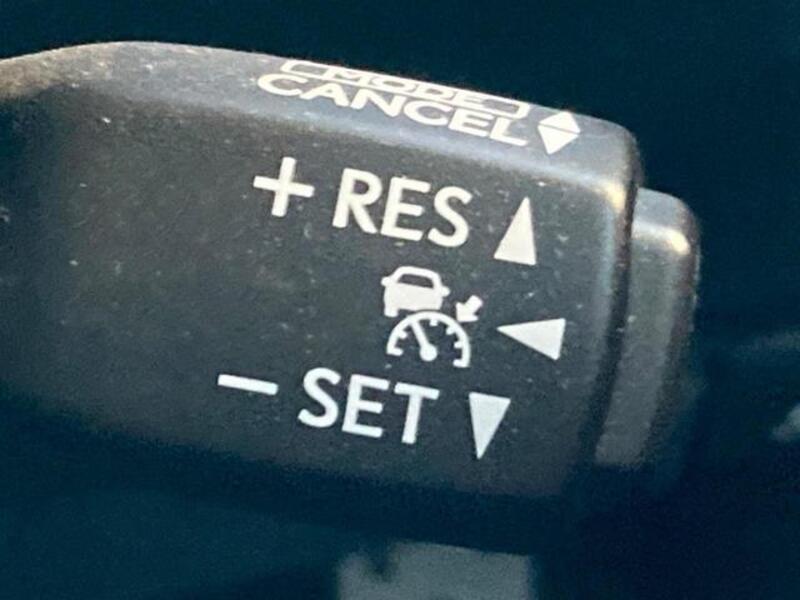 MODE
CANCEL
+ RES
- SET